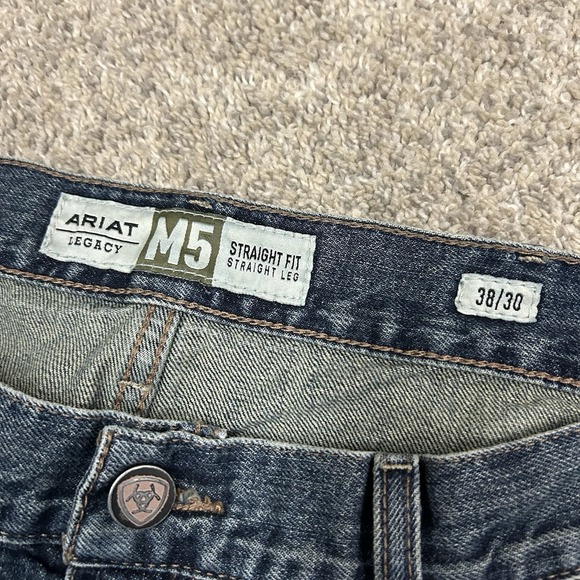 ARIAT
LEGACY
M5
STRAIGHT FIT
STRAIGHT LEG
38/30